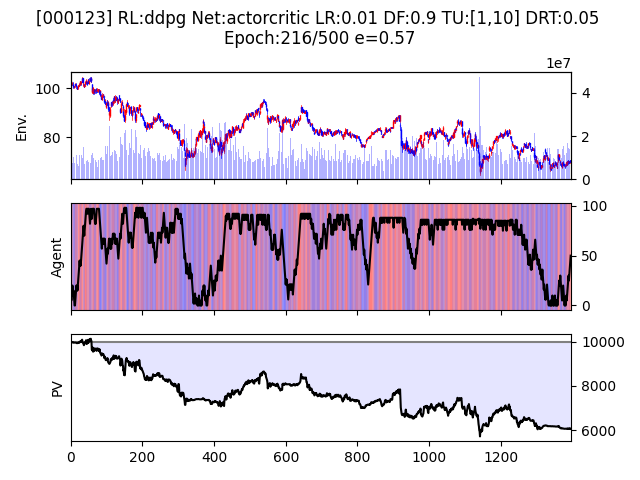 [000123] RL:ddpg Net:actorcritic LR:0.01 DF:0.9 TU:[1,10] DRT:0.05
Epoch:216/500 e=0.57
1e7
100
80
Env.
4
2
0
Agent
100
50
0
PV
10000
8000
6000
0 200 400 600 800 1000 1200